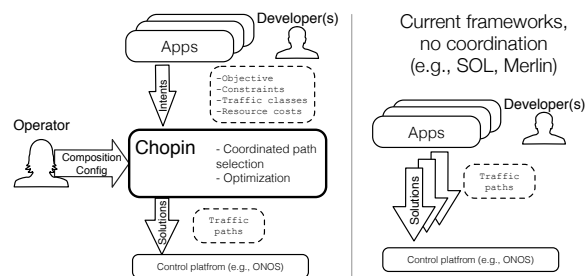 Developer(s)
Apps
Intents
-Objective
-Constraints
-Traffic classes
-Resource costs
Operator
Composition
Config
Chopin
- Coordinated path
selection
- Optimization
Solutions
Traffic
paths
Control platfrom (e.g., ONOS)
Current frameworks,
no coordination
(e.g., SOL, Merlin)
Developer(s)
Apps
Solutions
Traffic
paths
Control platfrom (e.g., ONOS)